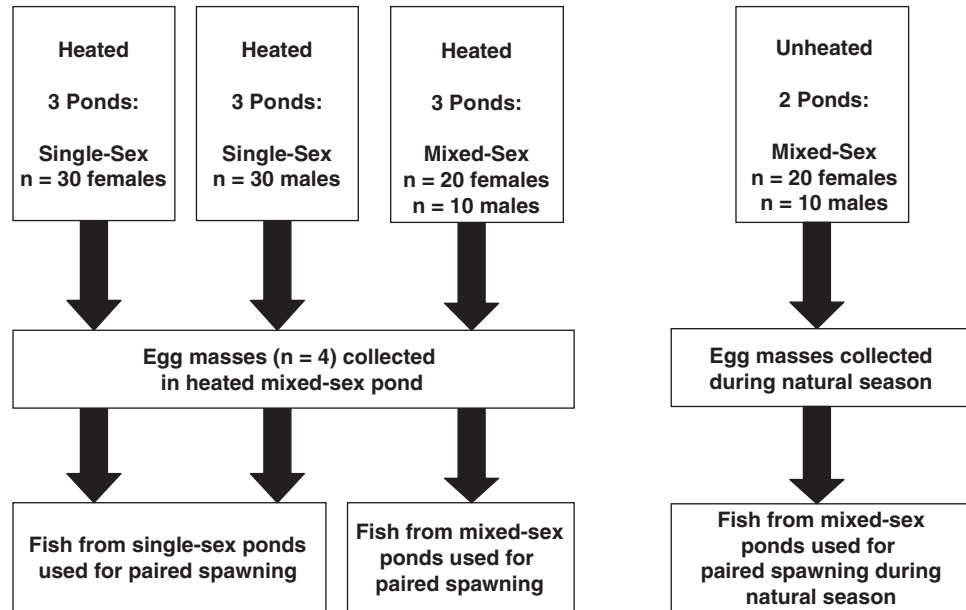 Heated
3 Ponds:
Single-Sex
n = 30 females
Heated
3 Ponds:
Single-Sex
n = 30 males
Heated
3 Ponds:
Mixed-Sex
n = 20 females
n = 10 males
Unheated
2 Ponds:
Mixed-Sex
n = 20 females
n = 10 males
Egg masses (n = 4) collected
in heated mixed-sex pond
Egg masses collected
during natural season
Fish from single-sex ponds
used for paired spawning
Fish from mixed-sex
ponds used for
paired spawning
Fish from mixed-sex
ponds used for
paired spawning during
natural season